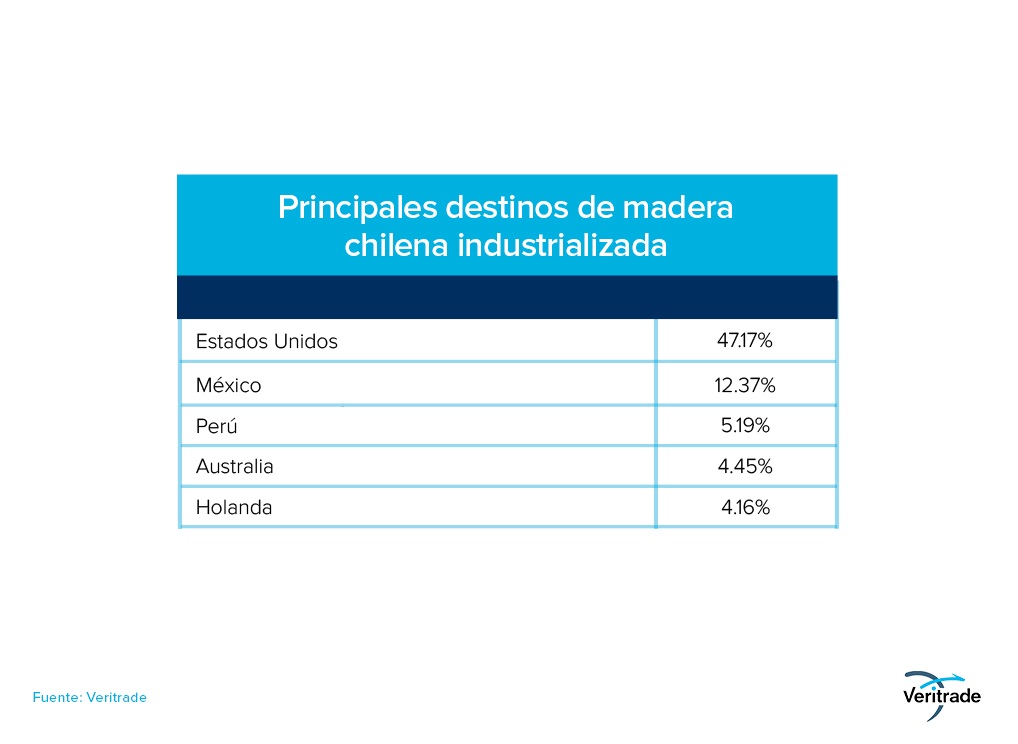 Principales destinos de madera
chilena industrializada
Estados Unidos 47.17%
México 12.37%
Perú 5.19%
Australia 4.45%
Holanda 4.16%
Fuente: Veritrade
Veritrade